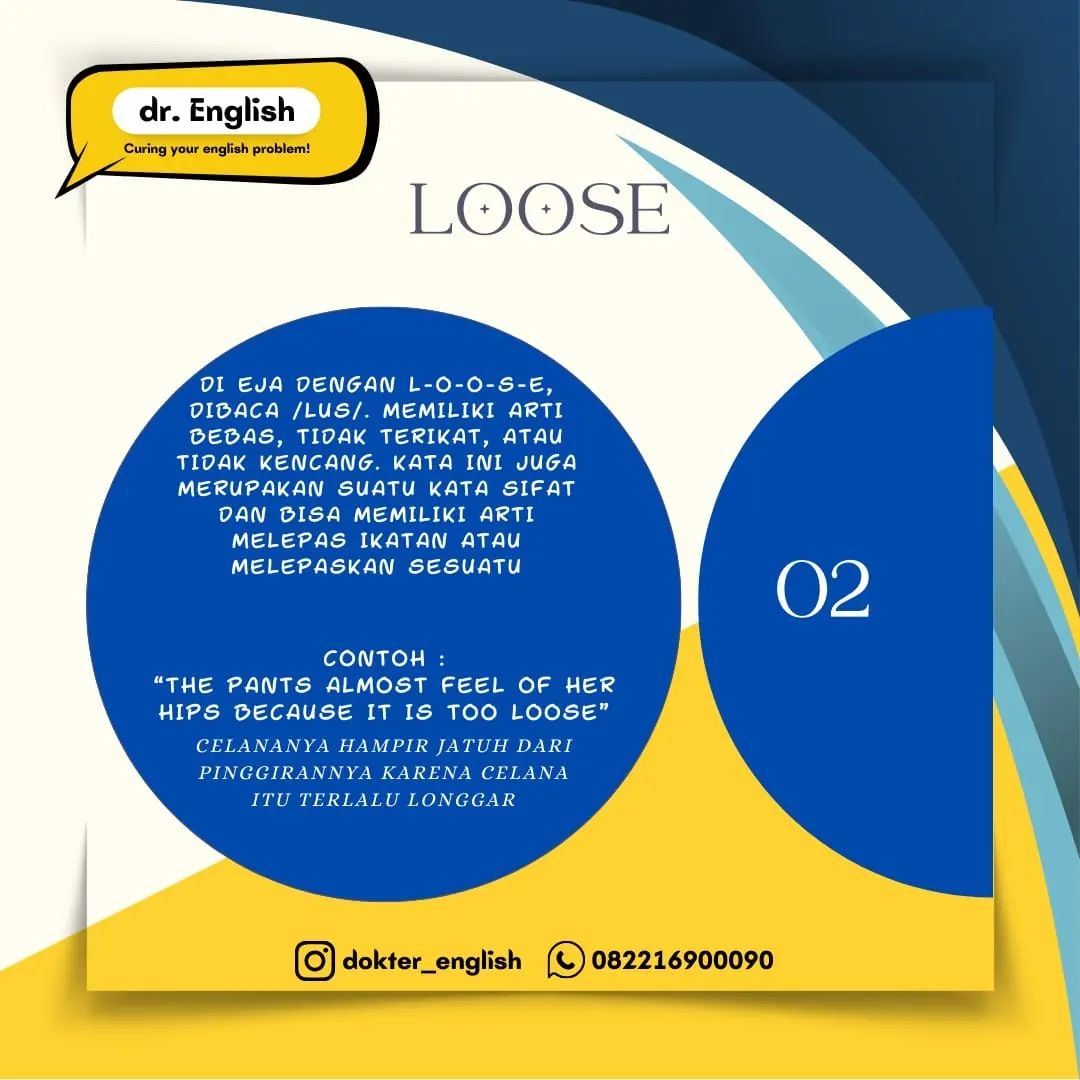 dr. English
Curing your english problem!
LOOSE
DI EJA DENGAN L-O-O-S-E,
DIBACA /LUS/. MEMILIKI ARTI
BEBAS, TIDAK TERIKAT, ATAU
TIDAK KENCANG. KATA INI JUGA
MERUPAKAN SUATU KATA SIFAT
DAN BISA MEMILIKI ARTI
MELEPAS IKATAN ATAU
MELEPASKAN SESUATU
CONTOH :
"THE PANTS ALMOST FEEL OF HER
HIPS BECAUSE IT IS TOO LOOSE"
CELANANYA HAMPIR JATUH DARI
PINGGIRANNYA KARENA CELANA
ITU TERLALU LONGGAR
02
dokter_english 082216900090